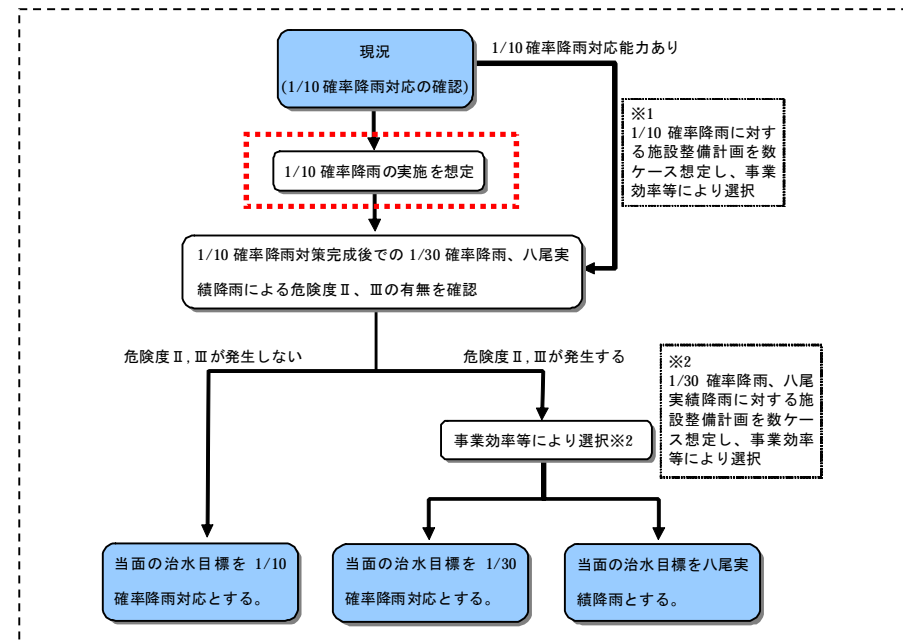 現況
(1/10 確率降雨対応の確認)
1/10 確率降雨対応能力あり
※1
1/10 確率降雨に対す
る施設整備計画を数
ケース想定し、事業
効率等により選択
1/10 確率降雨の実施を想定
1/10 確率降雨対策完成後での 1/30 確率降雨、八尾実
績降雨による危険度Ⅱ、Ⅲの有無を確認
危険度Ⅱ,Ⅲが発生しない
危険度Ⅱ,Ⅲが発生する
※2
1/30 確率降雨、八尾
実績降雨に対する施
設整備計画を数ケー
ス想定し、事業効率
等により選択
事業効率等により選択※2
当面の治水目標を 1/10
確率降雨対応とする。
当面の治水目標を 1/30
確率降雨対応とする。
当面の治水目標を八尾実
績降雨とする。